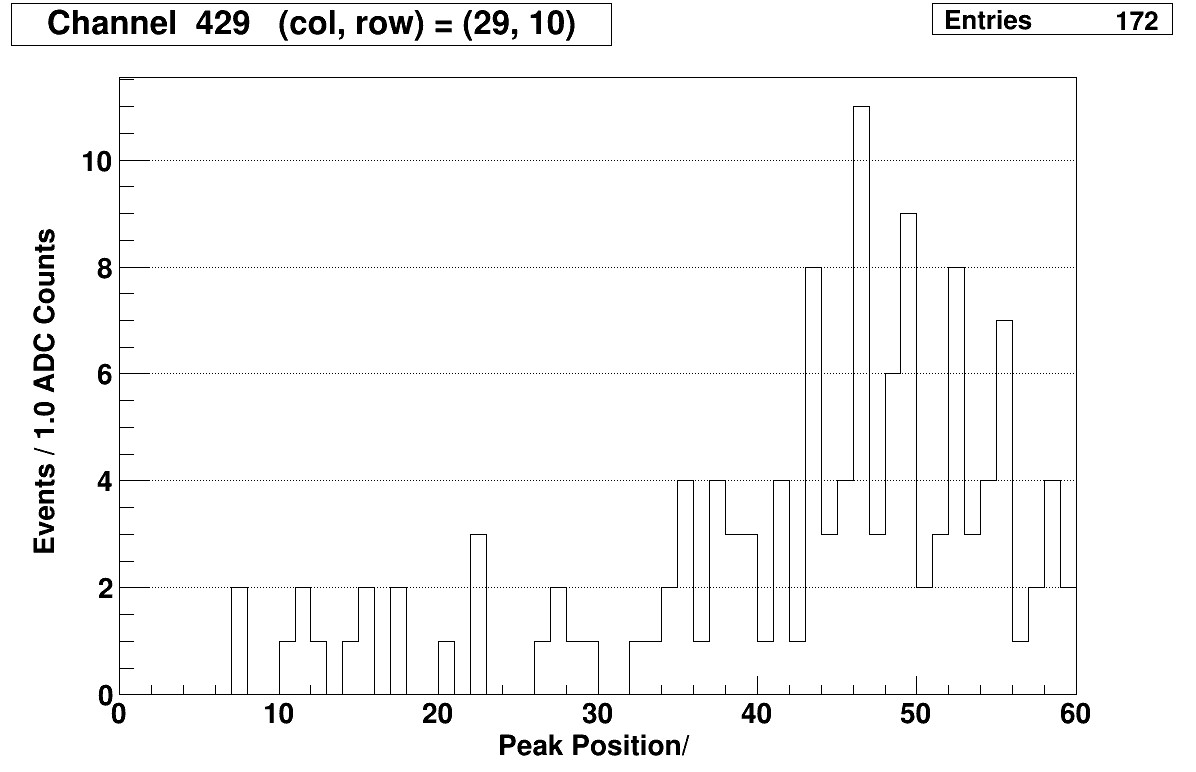 Channel 429 (col, row) = (29, 10)
Entries 172
Events / 1.0 ADC Counts
10
8
6
4
2
0
0 10 20 30 40 50 60
Peak Position/